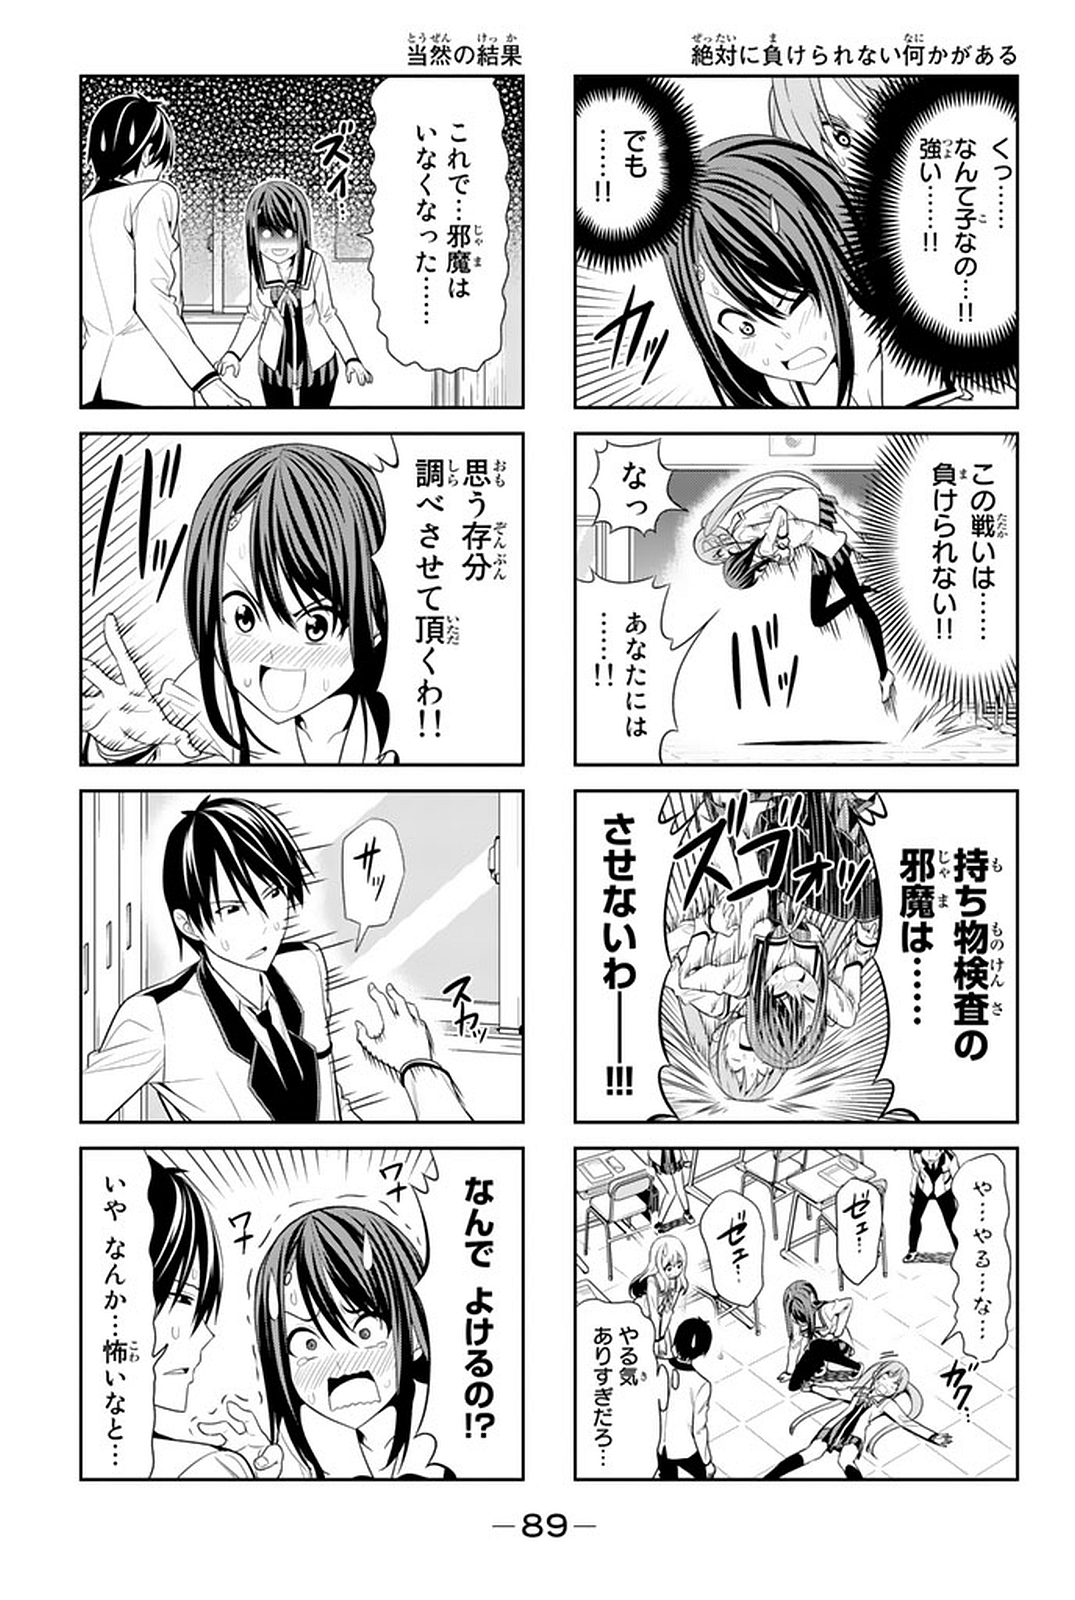 絶対に負けられない何かがある
くっ……
なんて子なの…!!
強い………!!
でも
……!!
この戦いは……
負けられない!!
なっ
あなたには
……!!
持ち物検査の
邪魔は……
させないわ――!!!
ズゴォッ
や…やる…な…
ゼェ…
ゼェ…
ガク…
やる気
ありすぎだろ…
当然の結果
これで…邪魔は
いなくなった……
ズァイ…
思う存分
調べさせて頂くわ!!
サッ
スカッ
なんで よけるの!?
ワナ
ワナ
いや なんか…怖いなと…
―89―